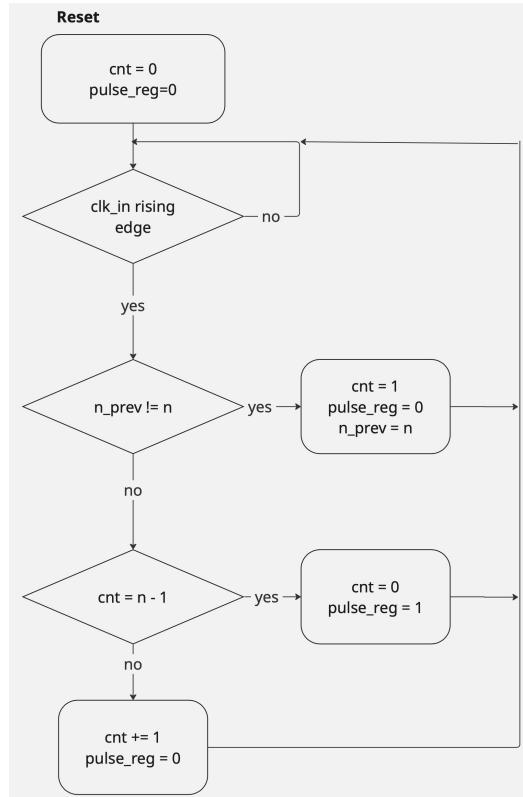 Reset
cnt = 0
pulse_reg=0
clk_in rising
edge
no
yes
n_prev != n
yes
cnt = 1
pulse_reg = 0
n_prev = n
no
cnt = n - 1
yes
cnt = 0
pulse_reg = 1
no
cnt += 1
pulse_reg = 0